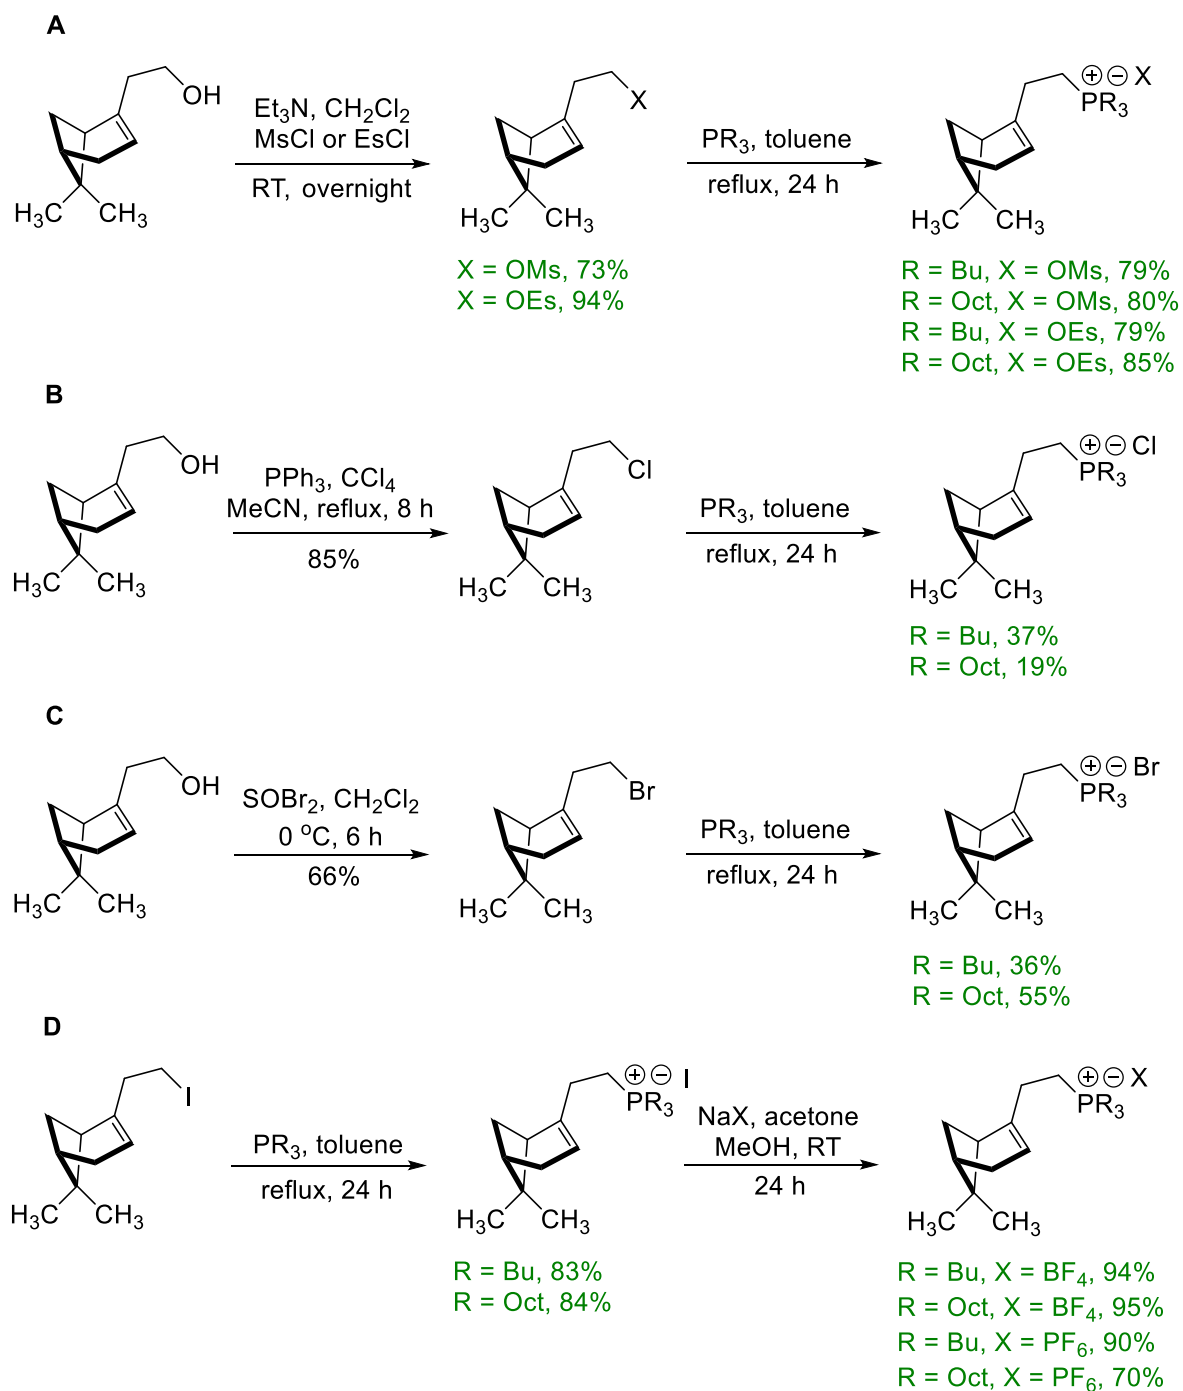 A
OH
Et3N, CH2Cl2
MsCl or EsCl
RT, overnight
H3C CH3
X
H3C CH3
X = OMs, 73%
X = OEs, 94%
PR3, toluene
reflux, 24 h
⊕ ⊖ X
PR3
H3C CH3
R = Bu, X = OMs, 79%
R = Oct, X = OMs, 80%
R = Bu, X = OEs, 79%
R = Oct, X = OEs, 85%
B
OH
PPh3, CCl4
MeCN, reflux, 8 h
85%
H3C CH3
Cl
H3C CH3
PR3, toluene
reflux, 24 h
⊕ ⊖ Cl
PR3
H3C CH3
R = Bu, 37%
R = Oct, 19%
C
OH
SOBr2, CH2Cl2
0 °C, 6 h
66%
H3C CH3
Br
H3C CH3
PR3, toluene
reflux, 24 h
⊕ ⊖ Br
PR3
H3C CH3
R = Bu, 36%
R = Oct, 55%
D
I
H3C CH3
PR3, toluene
reflux, 24 h
⊕ ⊖ I
PR3
H3C CH3
R = Bu, 83%
R = Oct, 84%
NaX, acetone
MeOH, RT
24 h
⊕ ⊖ X
PR3
H3C CH3
R = Bu, X = BF4, 94%
R = Oct, X = BF4, 95%
R = Bu, X = PF6, 90%
R = Oct, X = PF6, 70%